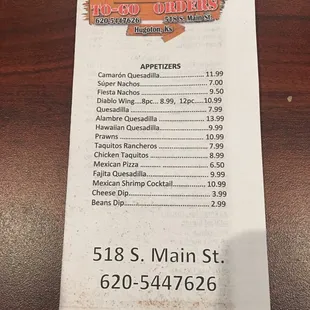 TO-GO ORDERS
620-5447626 518 S. Main St.
Hugoton, Ks
APPETIZERS
Camarón Quesadilla.....................11.99
Súper Nachos................................7.00
Fiesta Nachos ................................ 9.50
Diablo Wing....8pc... 8.99, 12pc.....10.99
Quesadilla ................................... 7.99
Alambre Quesadilla ..................... 13.99
Hawaiian Quesadilla..................... 9.99
Prawns ....................................... 10.99
Taquitos Rancheros ..................... 7.99
Chicken Taquitos ......................... 8.99
Mexican Pizza .............................. 6.50
Fajita Quesadilla........................... 9.99
Mexican Shrimp Cocktail..............10.99
Cheese Dip................................... 3.99
Beans Dip..................................... 2.99
518 S. Main St.
620-5447626